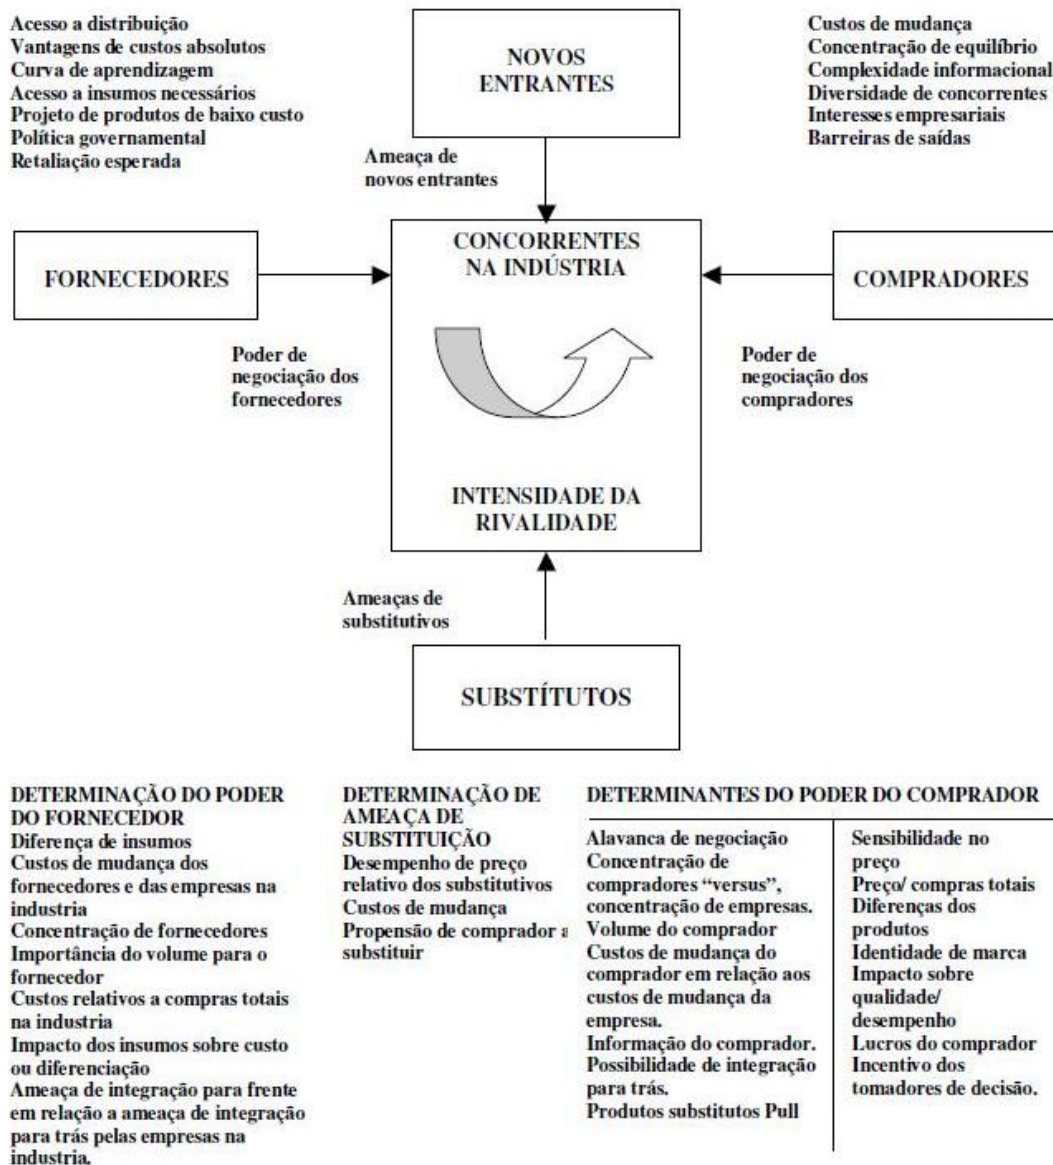 Acesso a distribuição
Vantagens de custos absolutos
Curva de aprendizagem
Acesso a insumos necessários
Projeto de produtos de baixo custo
Política governamental
Retaliação esperada
NOVOS
ENTRANTES
Custos de mudança
Concentração de equilíbrio
Complexidade informacional
Diversidade de concorrentes
Interesses empresariais
Barreiras de saídas
Ameaça de
novos entrantes
FORNECEDORES
CONCORRENTES
NA INDÚSTRIA
COMPRADORES
Poder de
negociação dos
fornecedores
Poder de
negociação dos
compradores
INTENSIDADE DA
RIVALIDADE
Ameaças de
substitutivos
SUBSTÍTUTOS
DETERMINAÇÃO DO PODER
DO FORNECEDOR
Diferença de insumos
Custos de mudança dos
fornecedores e das empresas na
industria
Concentração de fornecedores
Importância do volume para o
fornecedor
Custos relativos a compras totais
na industria
Impacto dos insumos sobre custo
ou diferenciação
Ameaça de integração para frente
em relação a ameaça de integração
para trás pelas empresas na
industria.
DETERMINAÇÃO DE
AMEAÇA DE
SUBSTITUIÇÃO
Desempenho de preço
relativo dos substitutivos
Custos de mudança
Propensão de comprador a
substituir
DETERMINANTES DO PODER DO COMPRADOR
Alavanca de negociação
Concentração de
compradores “versus”,
concentração de empresas.
Volume do comprador
Custos de mudança do
comprador em relação aos
custos de mudança da
empresa.
Informação do comprador.
Possibilidade de integração
para trás.
Produtos substitutos Pull
Sensibilidade no
preço
Preço/ compras totais
Diferenças dos
produtos
Identidade de marca
Impacto sobre
qualidade/
desempenho
Lucros do comprador
Incentivo dos
tomadores de decisão.